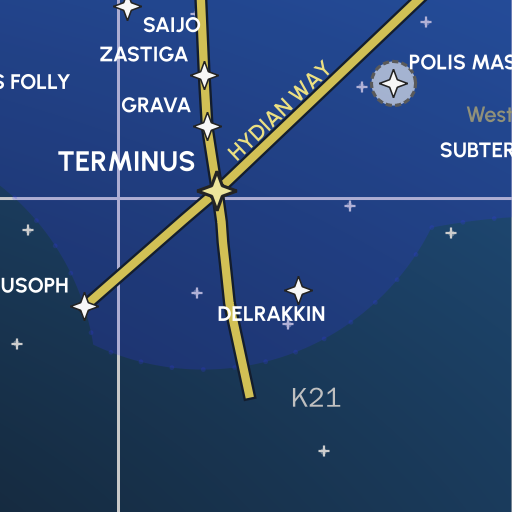 SAIJO
ZASTIGA
POLIS MAS
S FOLLY
GRAVA
HYDIAN WAY
West
TERMINUS
SUBTER
USOPH
DELRAKKIN
K21